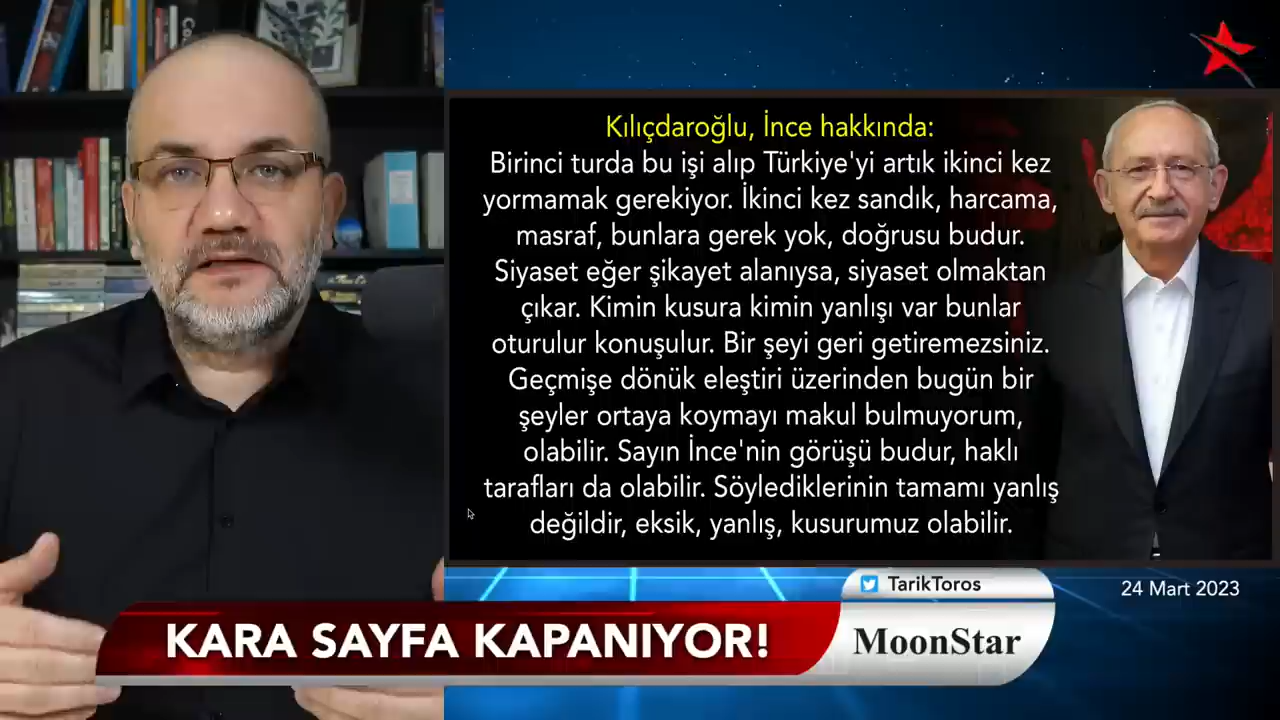 Kılıçdaroğlu, İnce hakkında:
Birinci turda bu işi alıp Türkiye'yi artık ikinci kez
yormamak gerekiyor. İkinci kez sandık, harcama,
masraf, bunlara gerek yok, doğrusu budur.
Siyaset eğer şikayet alanıysa, siyaset olmaktan
çıkar. Kimin kusura kimin yanlışı var bunlar
oturulur konuşulur. Bir şeyi geri getiremezsiniz.
Geçmişe dönük eleştiri üzerinden bugün bir
şeyler ortaya koymayı makul bulmuyorum,
olabilir. Sayın İnce'nin görüşü budur, haklı
tarafları da olabilir. Söylediklerinin tamamı yanlış
değildir, eksik, yanlış, kusurumuz olabilir.
TarikToros
24 Mart 2023
KARA SAYFA KAPANIYOR!
MoonStar